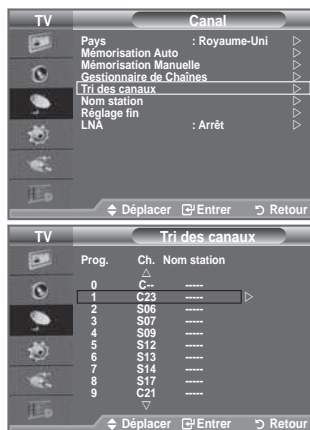 TV Canal
Pays : Royaume-Uni
Mémorisation Auto
Mémorisation Manuelle
Gestionnaire de Chaînes
Tri des canaux
Nom station
Réglage fin
LNA : Arrêt
Déplacer Entrer Retour
TV Tri des canaux
Prog. Ch. Nom station
0 C-- -----
1 C23 -----
2 S06 -----
3 S07 -----
4 S09 -----
5 S12 -----
6 S13 -----
7 S14 -----
8 S17 -----
9 C21 -----
Déplacer Entrer Retour